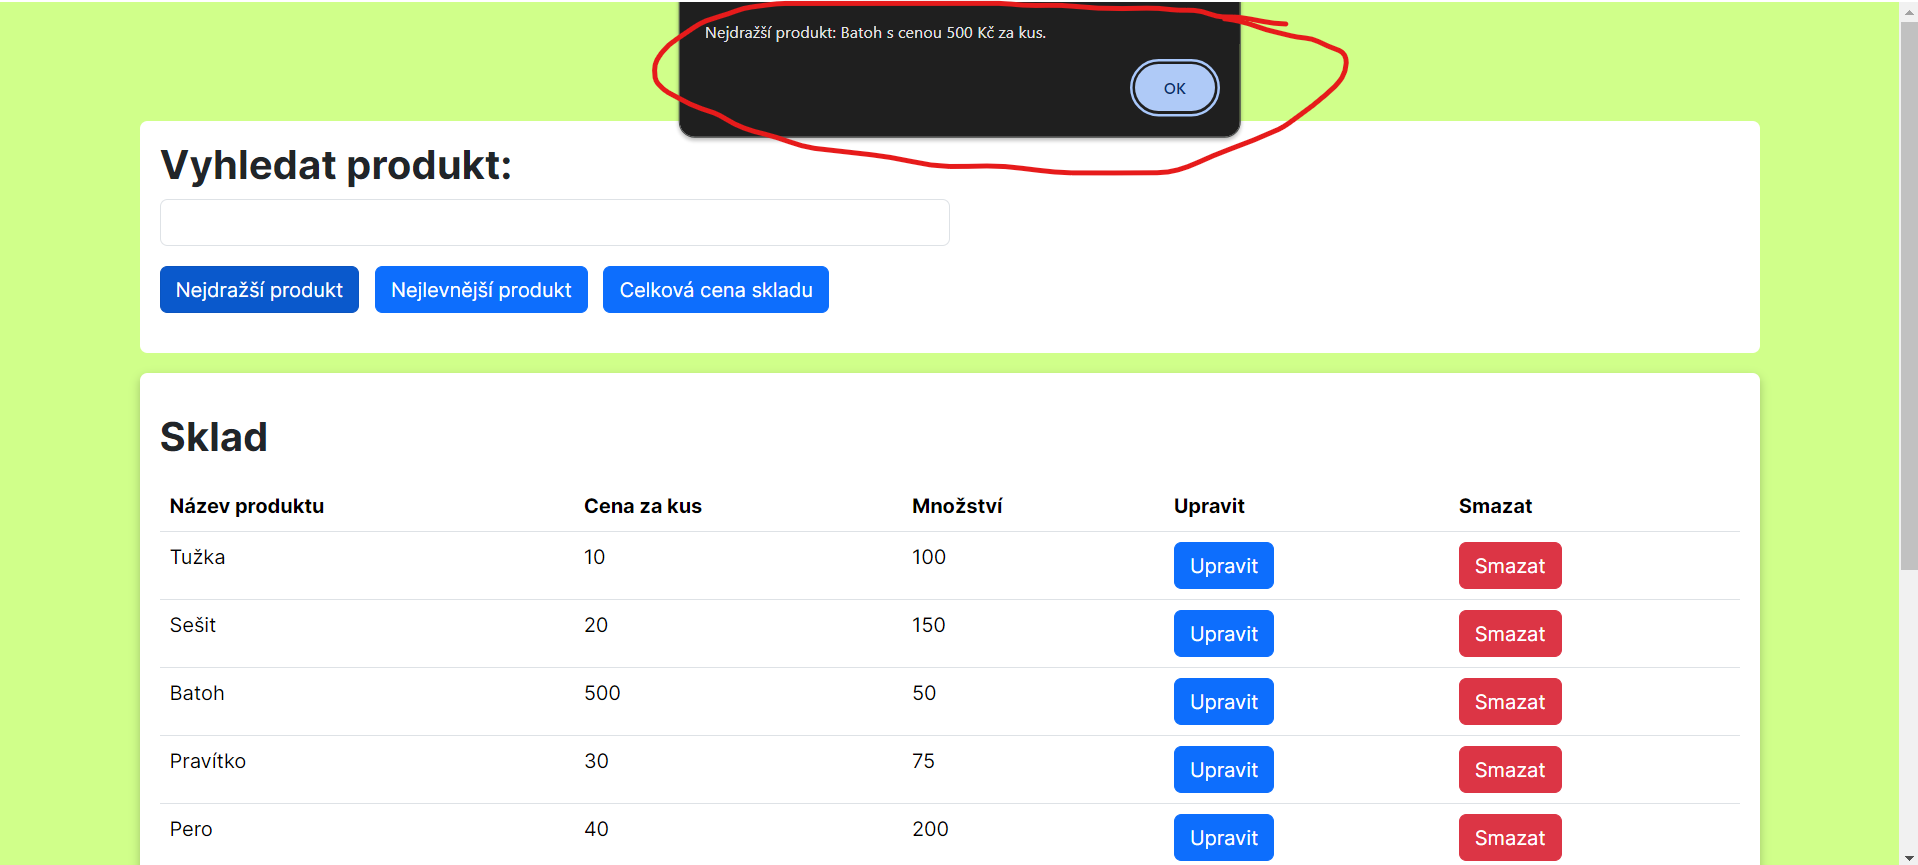 Nejdražší produkt: Batoh s cenou 500 Kč za kus.
OK
Vyhledat produkt:
Nejdražší produkt Nejlevnější produkt Celková cena skladu
Sklad
Název produktu Cena za kus Množství Upravit Smazat
Tužka 10 100 Upravit Smazat
Sešit 20 150 Upravit Smazat
Batoh 500 50 Upravit Smazat
Pravítko 30 75 Upravit Smazat
Pero 40 200 Upravit Smazat